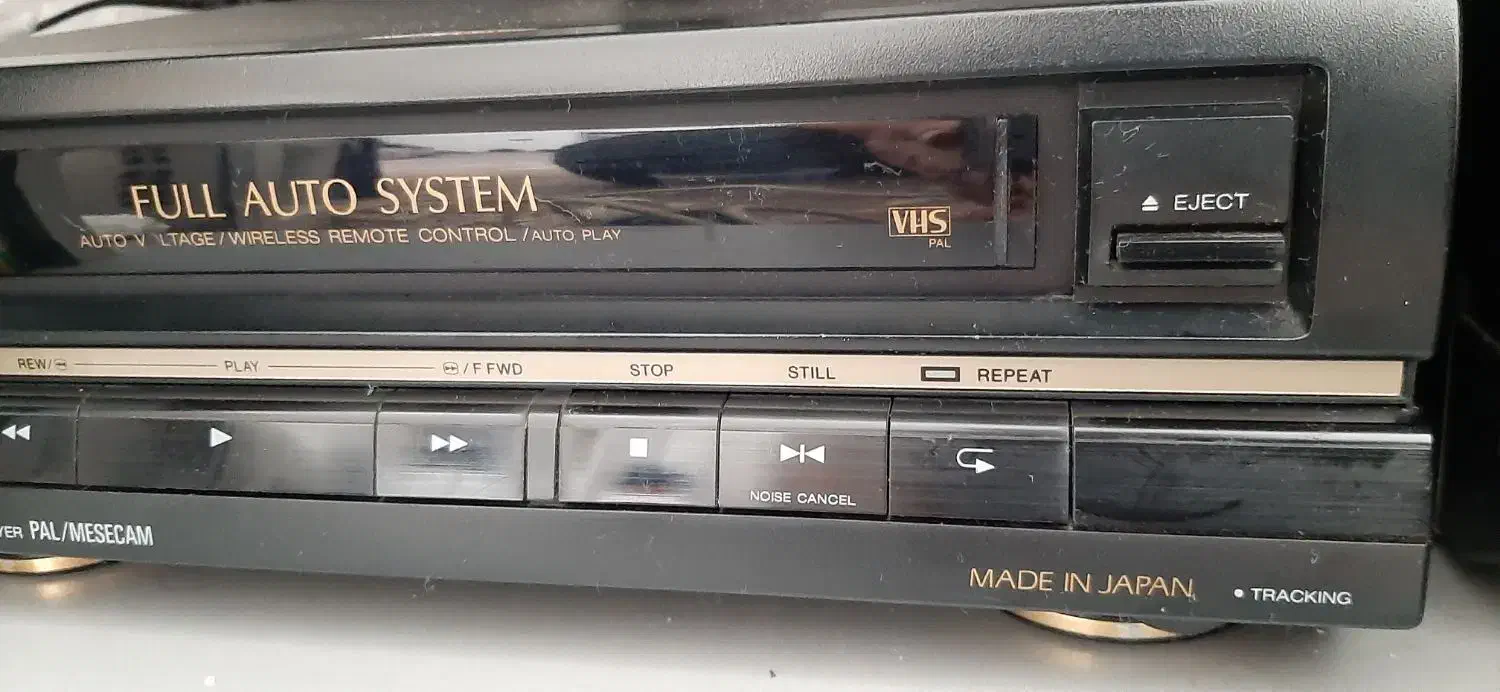 FULL AUTO SYSTEM
AUTO V LTAGE/WIRELESS REMOTE CONTROL/AUTO PLAY
VHS
PAL
EJECT
REW/ PLAY /F FWD STOP STILL REPEAT
NOISE CANCEL
YER PAL/MESECAM
MADE IN JAPAN
• TRACKING